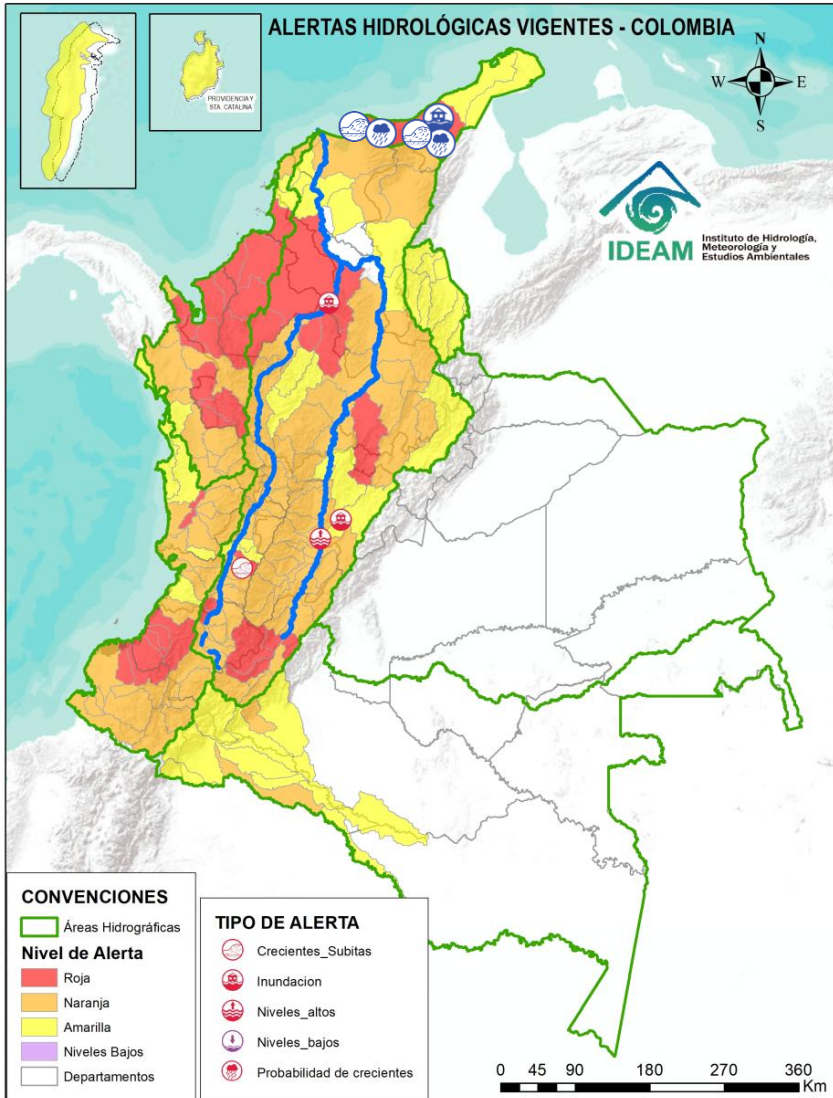 ALERTAS HIDROLÓGICAS VIGENTES - COLOMBIA
PROVIDENCIA Y
STA. CATALINA
N
W
E
S
IDEAM
Instituto de Hidrología,
Meteorología y
Estudios Ambientales
CONVENCIONES
Áreas Hidrográficas
Nivel de Alerta
Roja
Naranja
Amarilla
Niveles Bajos
Departamentos
TIPO DE ALERTA
Crecientes_Subitas
Inundacion
Niveles_altos
Niveles_bajos
Probabilidad de crecientes
0 45 90 180 270 360
Km